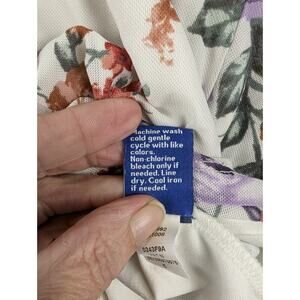 Machine wash
cold gentle
cycle with like
colors.
Non-chlorine
bleach only if
needed. Line
dry. Cool iron
if needed.